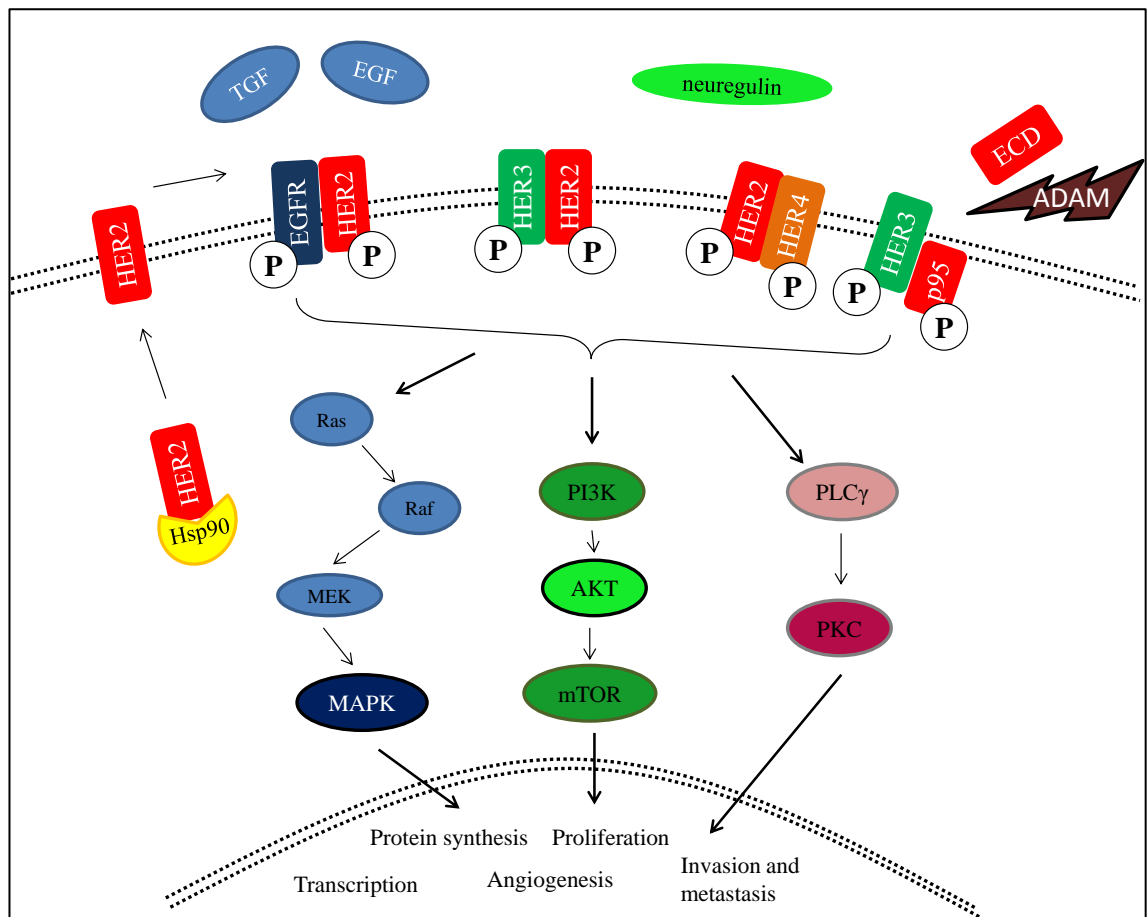 TGF
EGF
neuregulin
ECD
ADAM
HER2
EGFR
HER2
HER3
HER2
HER2
HER4
HER3
p95
P
P
P
P
P
P
P
P
HER2
Hsp90
Ras
Raf
MEK
MAPK
PI3K
AKT
mTOR
PLCγ
PKC
Protein synthesis
Proliferation
Transcription
Angiogenesis
Invasion and
metastasis